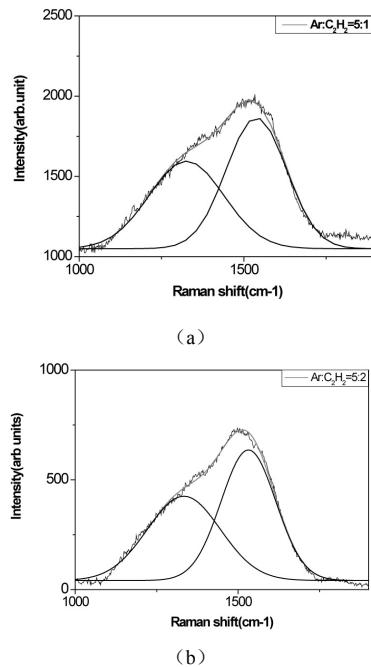 Ar:C₂H₂=5:1
2500
2000
1500
1000
Intensity(arb.unit)
1000 1500
Raman shift(cm-1)
（a）
Ar:C₂H₂=5:2
1000
500
0
Intensity(arb units)
1000 1500
Raman shift(cm-1)
（b）